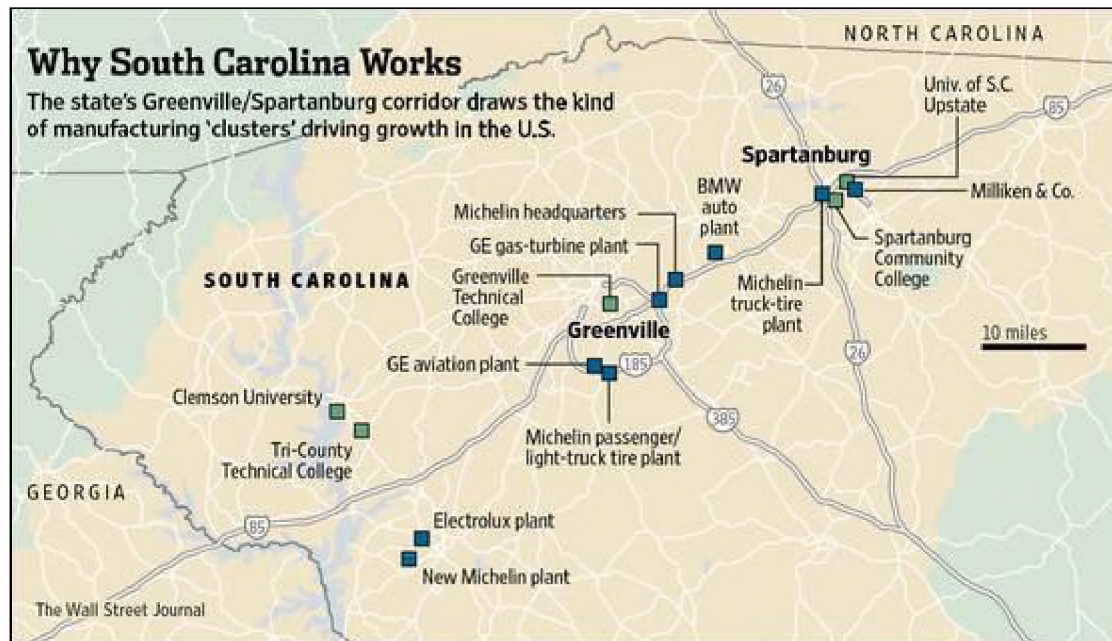 Why South Carolina Works
The state's Greenville/Spartanburg corridor draws the kind
of manufacturing 'clusters' driving growth in the U.S.
NORTH CAROLINA
26
Univ. of S.C.
Upstate
85
Spartanburg
BMW
auto
plant
Milliken & Co.
Michelin headquarters
GE gas-turbine plant
Spartanburg
Community
College
SOUTH CAROLINA
Greenville
Technical
College
Michelin
truck-tire
plant
Greenville
10 miles
GE aviation plant
185
26
Clemson University
385
Tri-County
Technical College
Michelin passenger/
light-truck tire plant
GEORGIA
85
Electrolux plant
New Michelin plant
The Wall Street Journal